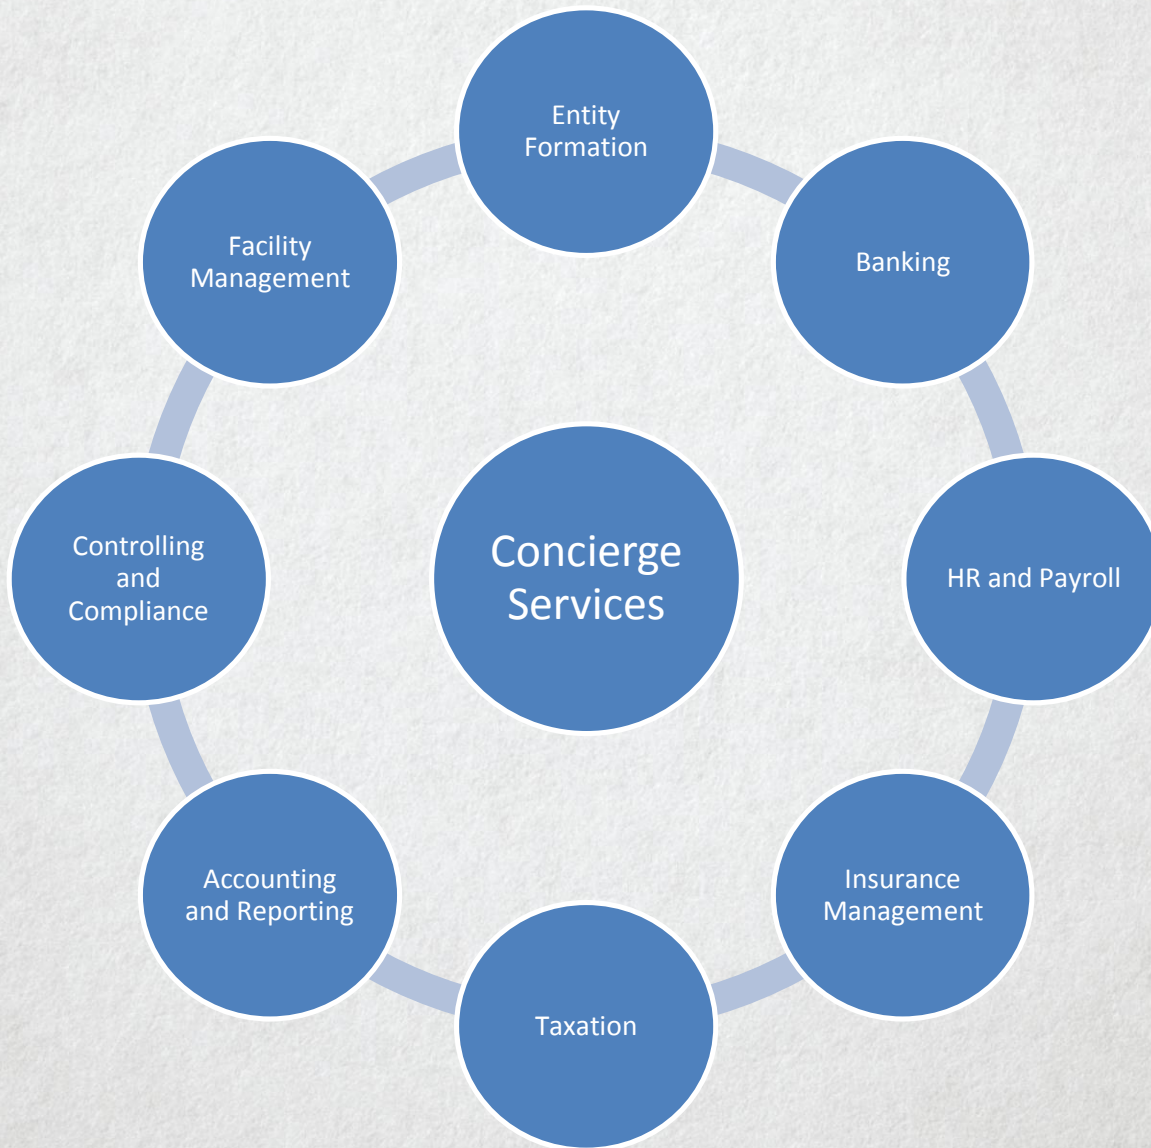 Entity
Formation
Banking
HR and Payroll
Insurance
Management
Taxation
Accounting
and Reporting
Controlling
and
Compliance
Facility
Management
Concierge
Services